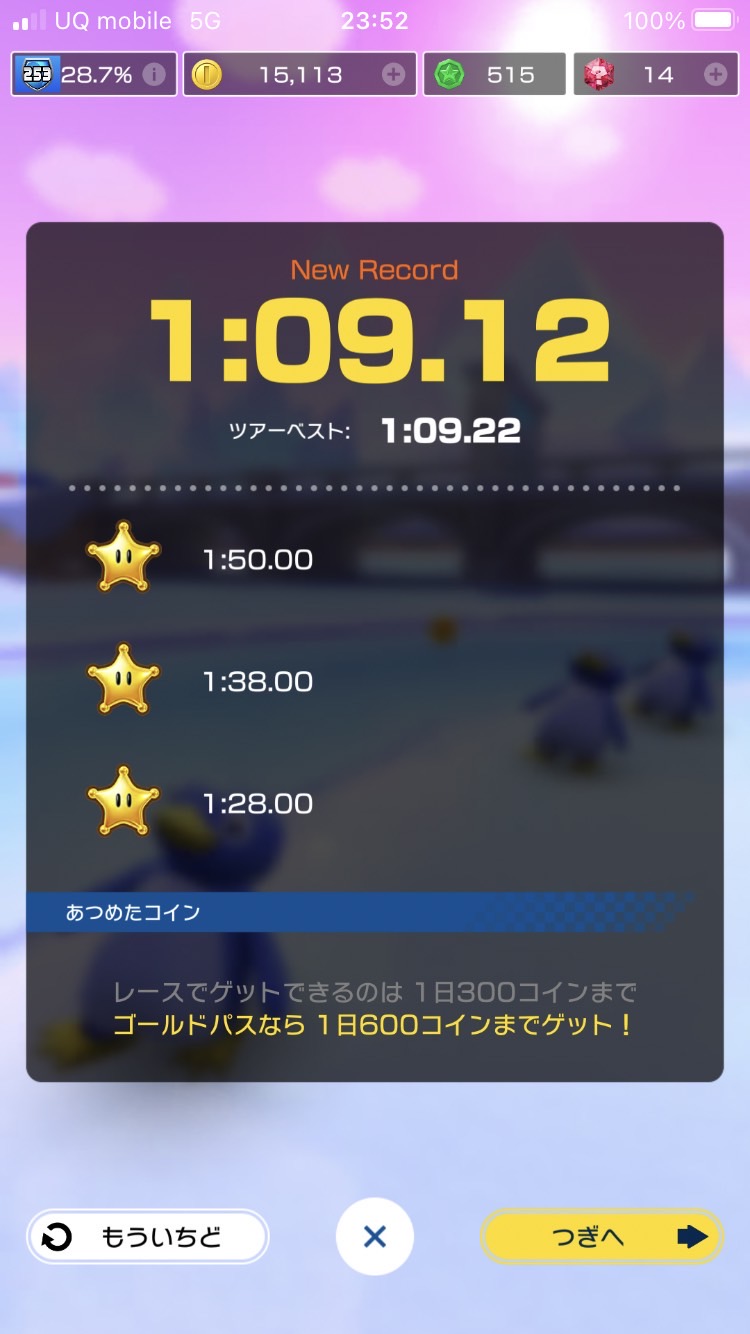 UQ mobile 5G 23:52 100%
253 28.7% i 15,113 + 515 ? 14 +
New Record
1:09.12
ツアーベスト: 1:09.22
1:50.00
1:38.00
1:28.00
あつめたコイン
レースでゲットできるのは 1日300コインまで
ゴールドパスなら 1日600コインまでゲット！
もういちど × つぎへ